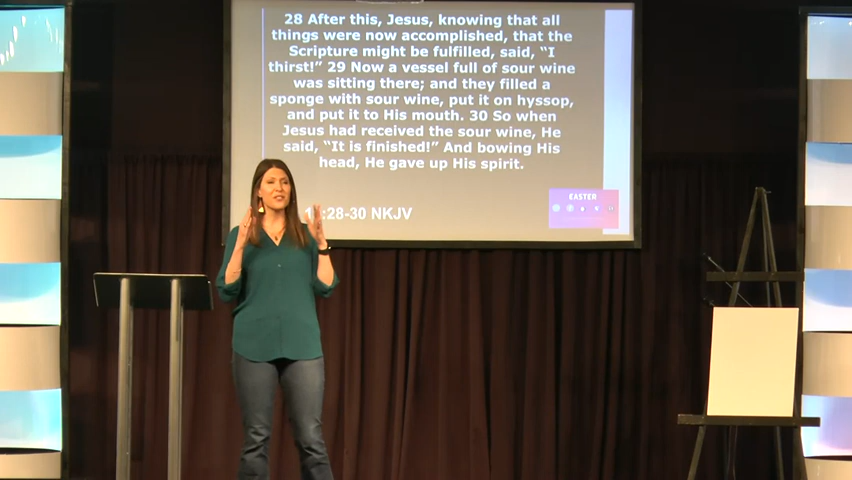 28 After this, Jesus, knowing that all
things were now accomplished, that the
Scripture might be fulfilled, said, “I
thirst!” 29 Now a vessel full of sour wine
was sitting there; and they filled a
sponge with sour wine, put it on hyssop,
and put it to His mouth. 30 So when
Jesus had received the sour wine, He
said, “It is finished!” And bowing His
head, He gave up His spirit.
:28-30 NKJV
EASTER